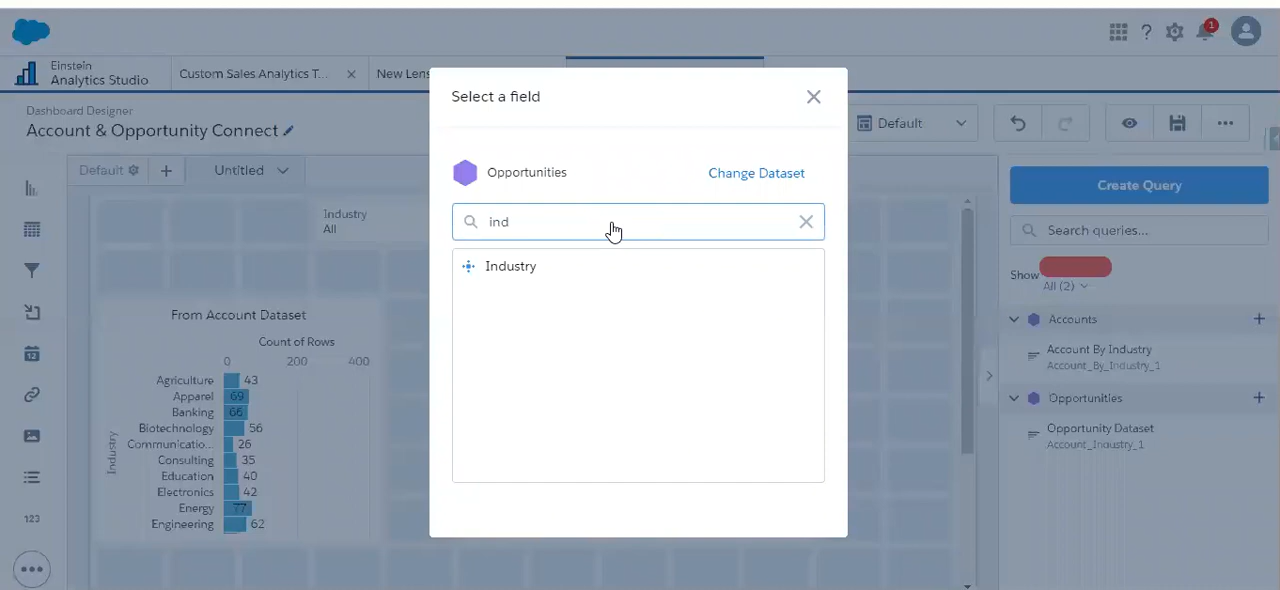 1
Einstein
Analytics Studio
Custom Sales Analytics T...
New Lens
Dashboard Designer
Account & Opportunity Connect
Default
Default
Untitled
Industry
All
From Account Dataset
Count of Rows
0 200 400
Industry
Agriculture 43
Apparel 69
Banking 66
Biotechnology 56
Communicatio... 26
Consulting 35
Education 40
Electronics 42
Energy 77
Engineering 62
123
Select a field
Opportunities
Change Dataset
ind
Industry
Create Query
Search queries...
Show
All (2)
Accounts
Account By Industry
Account_By_Industry_1
Opportunities
Opportunity Dataset
Account_Industry_1
12